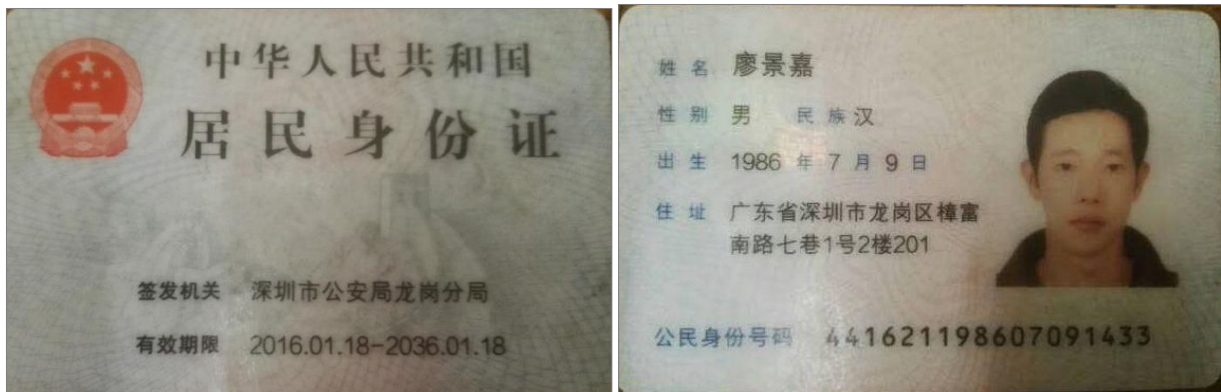 中华人民共和国
居民身份证
签发机关 深圳市公安局龙岗分局
有效期限 2016.01.18-2036.01.18
姓名 廖景嘉
性别 男 民族 汉
出生 1986 年 7 月 9 日
住址 广东省深圳市龙岗区樟富
南路七巷1号2楼201
公民身份号码 441621198607091433